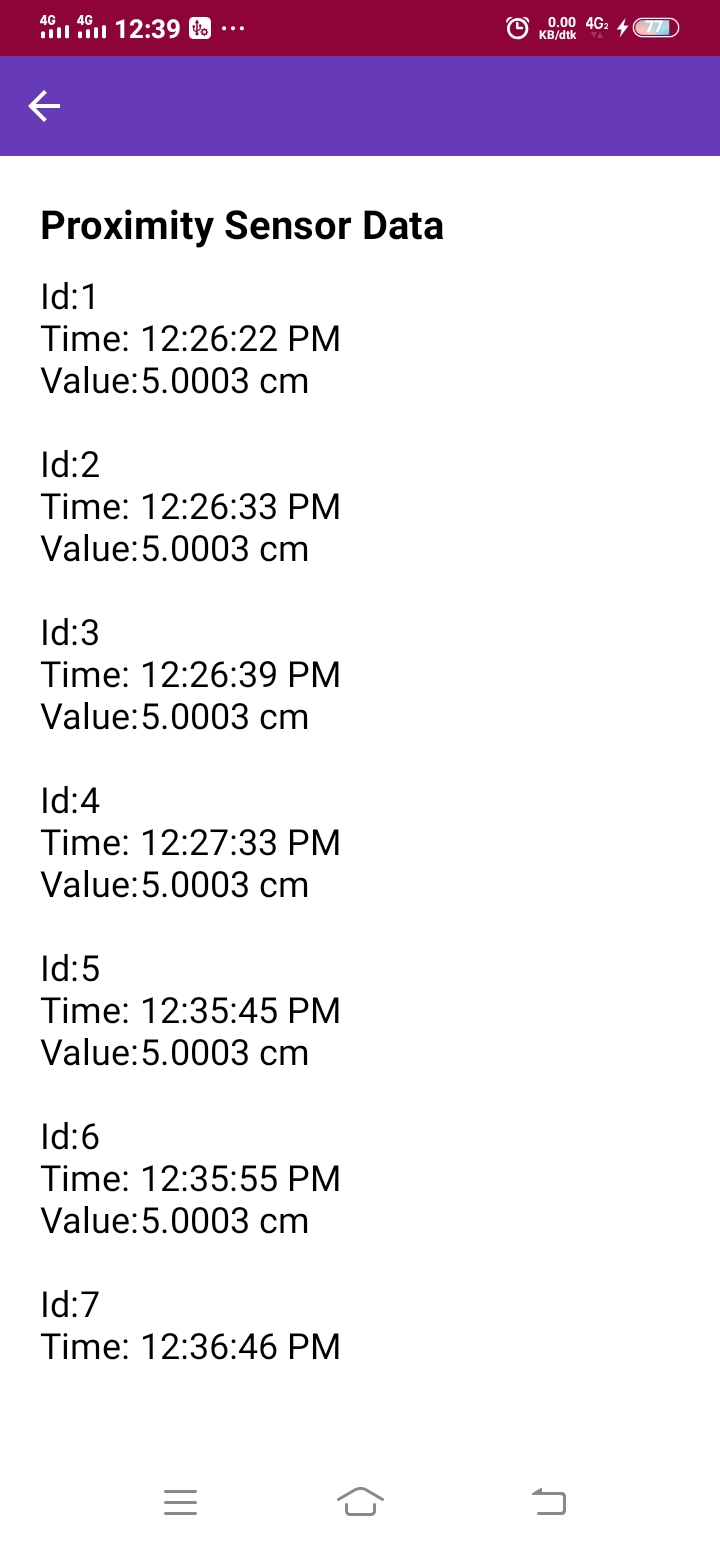 4G 4G 12:39 0.00 KB/dtk 4G2 77
Proximity Sensor Data
Id:1
Time: 12:26:22 PM
Value:5.0003 cm
Id:2
Time: 12:26:33 PM
Value:5.0003 cm
Id:3
Time: 12:26:39 PM
Value:5.0003 cm
Id:4
Time: 12:27:33 PM
Value:5.0003 cm
Id:5
Time: 12:35:45 PM
Value:5.0003 cm
Id:6
Time: 12:35:55 PM
Value:5.0003 cm
Id:7
Time: 12:36:46 PM